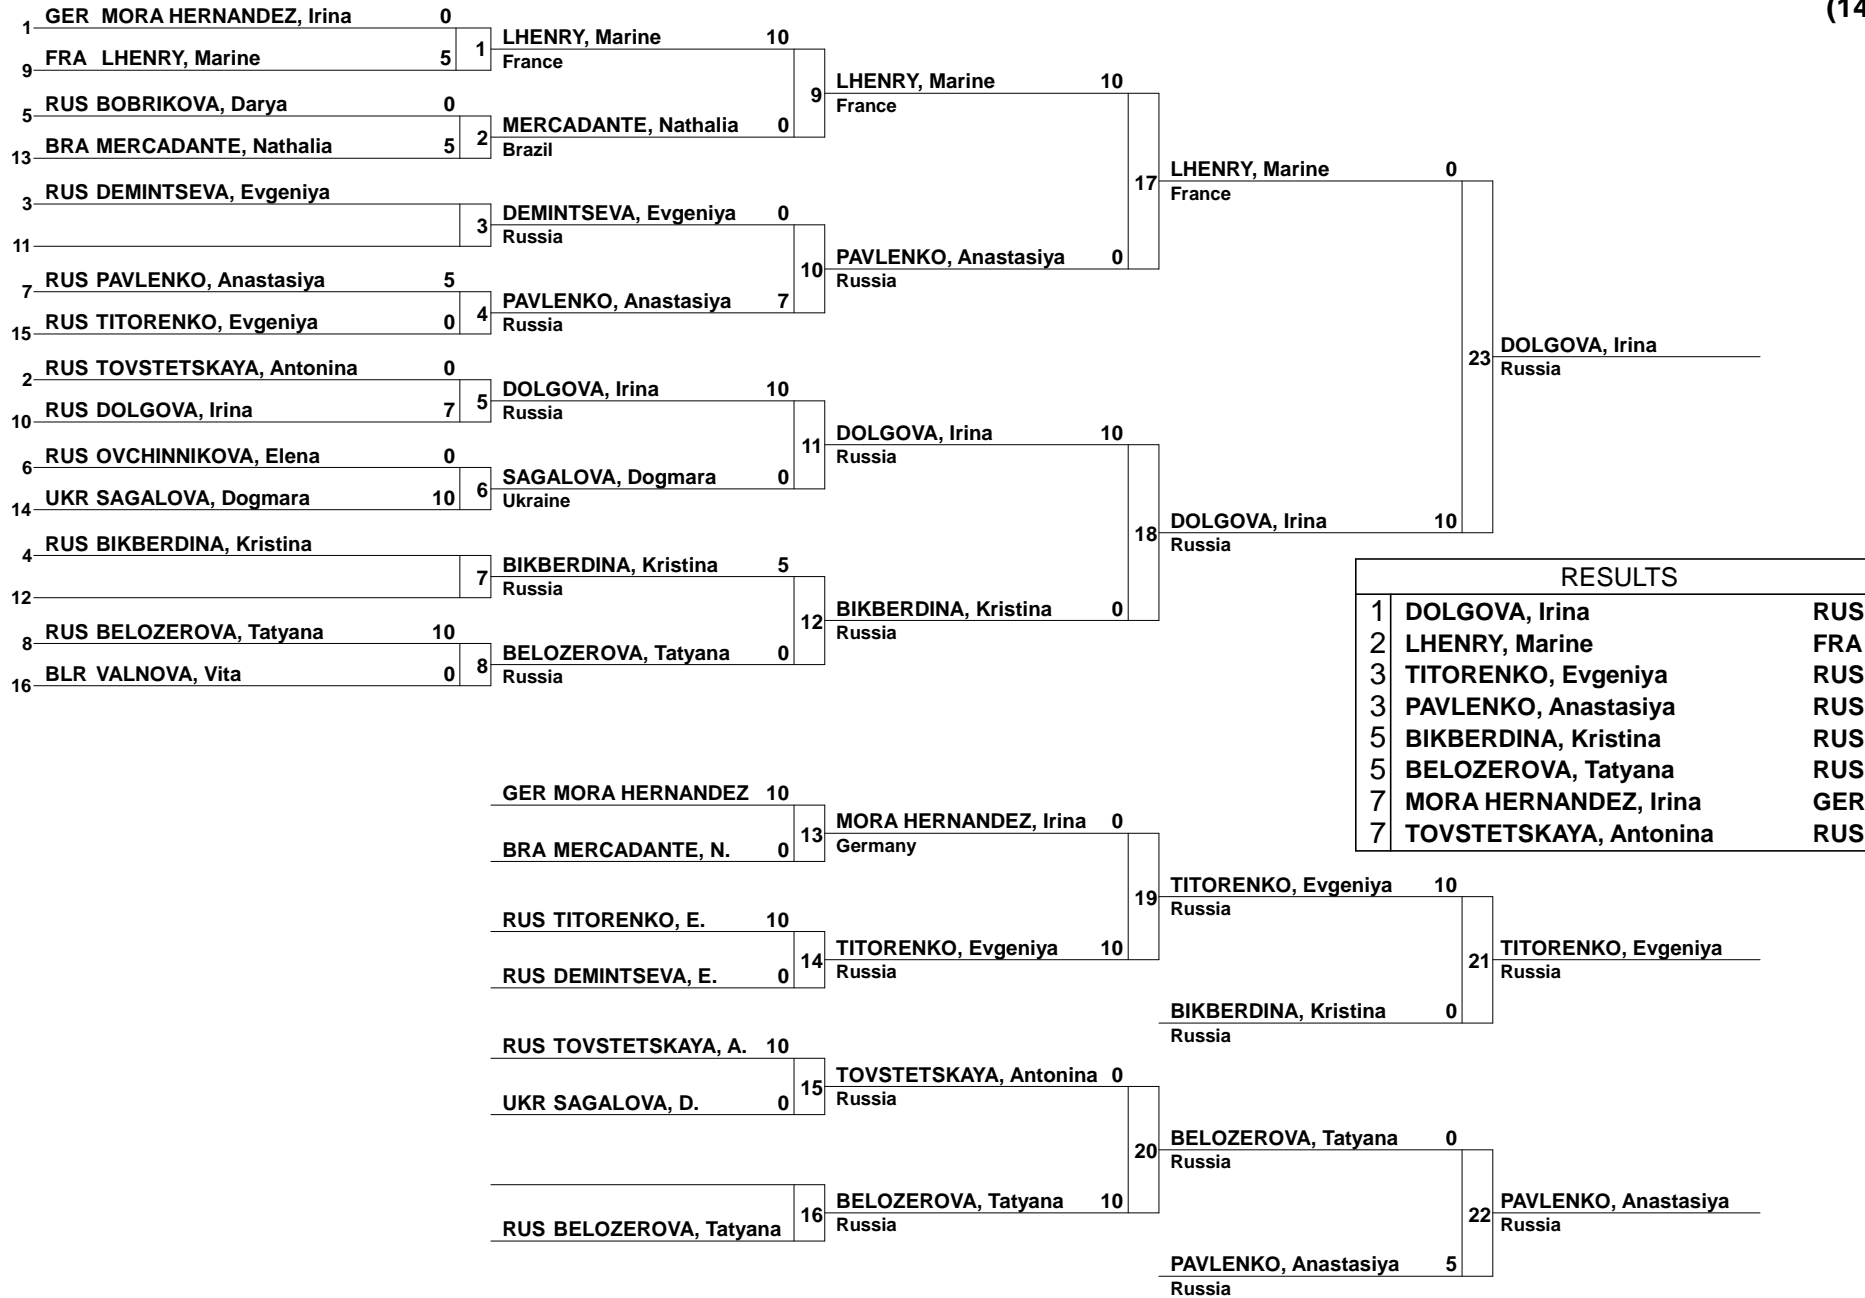 (14
1 GER MORA HERNANDEZ, Irina 0
9 FRA LHENRY, Marine 5
1
5 RUS BOBRIKOVA, Darya 0
13 BRA MERCADANTE, Nathalia 5
2
3 RUS DEMINTSEVA, Evgeniya
11
3
7 RUS PAVLENKO, Anastasiya 5
15 RUS TITORENKO, Evgeniya 0
4
2 RUS TOVSTETSKAYA, Antonina 0
10 RUS DOLGOVA, Irina 7
5
6 RUS OVCHINNIKOVA, Elena 0
14 UKR SAGALOVA, Dogmara 10
6
4 RUS BIKBERDINA, Kristina
12
7
8 RUS BELOZEROVA, Tatyana 10
16 BLR VALNOVA, Vita 0
8
LHENRY, Marine 10
France
MERCADANTE, Nathalia 0
Brazil
9
DEMINTSEVA, Evgeniya 0
Russia
PAVLENKO, Anastasiya 7
Russia
10
DOLGOVA, Irina 10
Russia
SAGALOVA, Dogmara 0
Ukraine
11
BIKBERDINA, Kristina 5
Russia
BELOZEROVA, Tatyana 0
Russia
12
LHENRY, Marine 10
France
PAVLENKO, Anastasiya 0
Russia
17
DOLGOVA, Irina 10
Russia
BIKBERDINA, Kristina 0
Russia
18
LHENRY, Marine 0
France
DOLGOVA, Irina 10
Russia
23
DOLGOVA, Irina
Russia
RESULTS
1 DOLGOVA, Irina RUS
2 LHENRY, Marine FRA
3 TITORENKO, Evgeniya RUS
3 PAVLENKO, Anastasiya RUS
5 BIKBERDINA, Kristina RUS
5 BELOZEROVA, Tatyana RUS
7 MORA HERNANDEZ, Irina GER
7 TOVSTETSKAYA, Antonina RUS
GER MORA HERNANDEZ 10
BRA MERCADANTE, N. 0
13
RUS TITORENKO, E. 10
RUS DEMINTSEVA, E. 0
14
RUS TOVSTETSKAYA, A. 10
UKR SAGALOVA, D. 0
15
RUS BELOZEROVA, Tatyana
16
MORA HERNANDEZ, Irina 0
Germany
TITORENKO, Evgeniya 10
Russia
19
TOVSTETSKAYA, Antonina 0
Russia
BELOZEROVA, Tatyana 10
Russia
20
TITORENKO, Evgeniya 10
Russia
BIKBERDINA, Kristina 0
Russia
21
BELOZEROVA, Tatyana 0
Russia
PAVLENKO, Anastasiya 5
Russia
22
TITORENKO, Evgeniya
Russia
PAVLENKO, Anastasiya
Russia